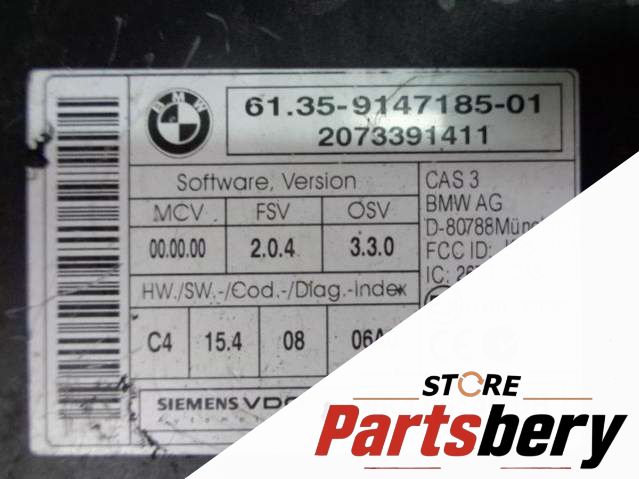 BMW
61.35-9147185-01
2073391411
Software, Version
MCV FSV OSV
00.00.00 2.0.4 3.3.0
HW./SW.-/Cod.-/Diag.-Index
C4 15.4 08 06A
CAS 3
BMW AG
D-80788Mün
FCC ID:
IC:
SIEMENS VDO
STORE
Partsbery